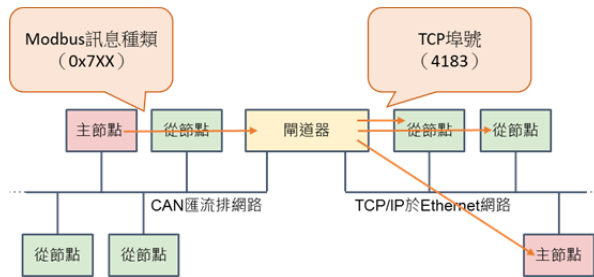 Modbus訊息種類
（0x7XX）
TCP埠號
（4183）
主節點
從節點
閘道器
從節點
從節點
CAN匯流排網路
TCP/IP於Ethernet網路
從節點
從節點
主節點